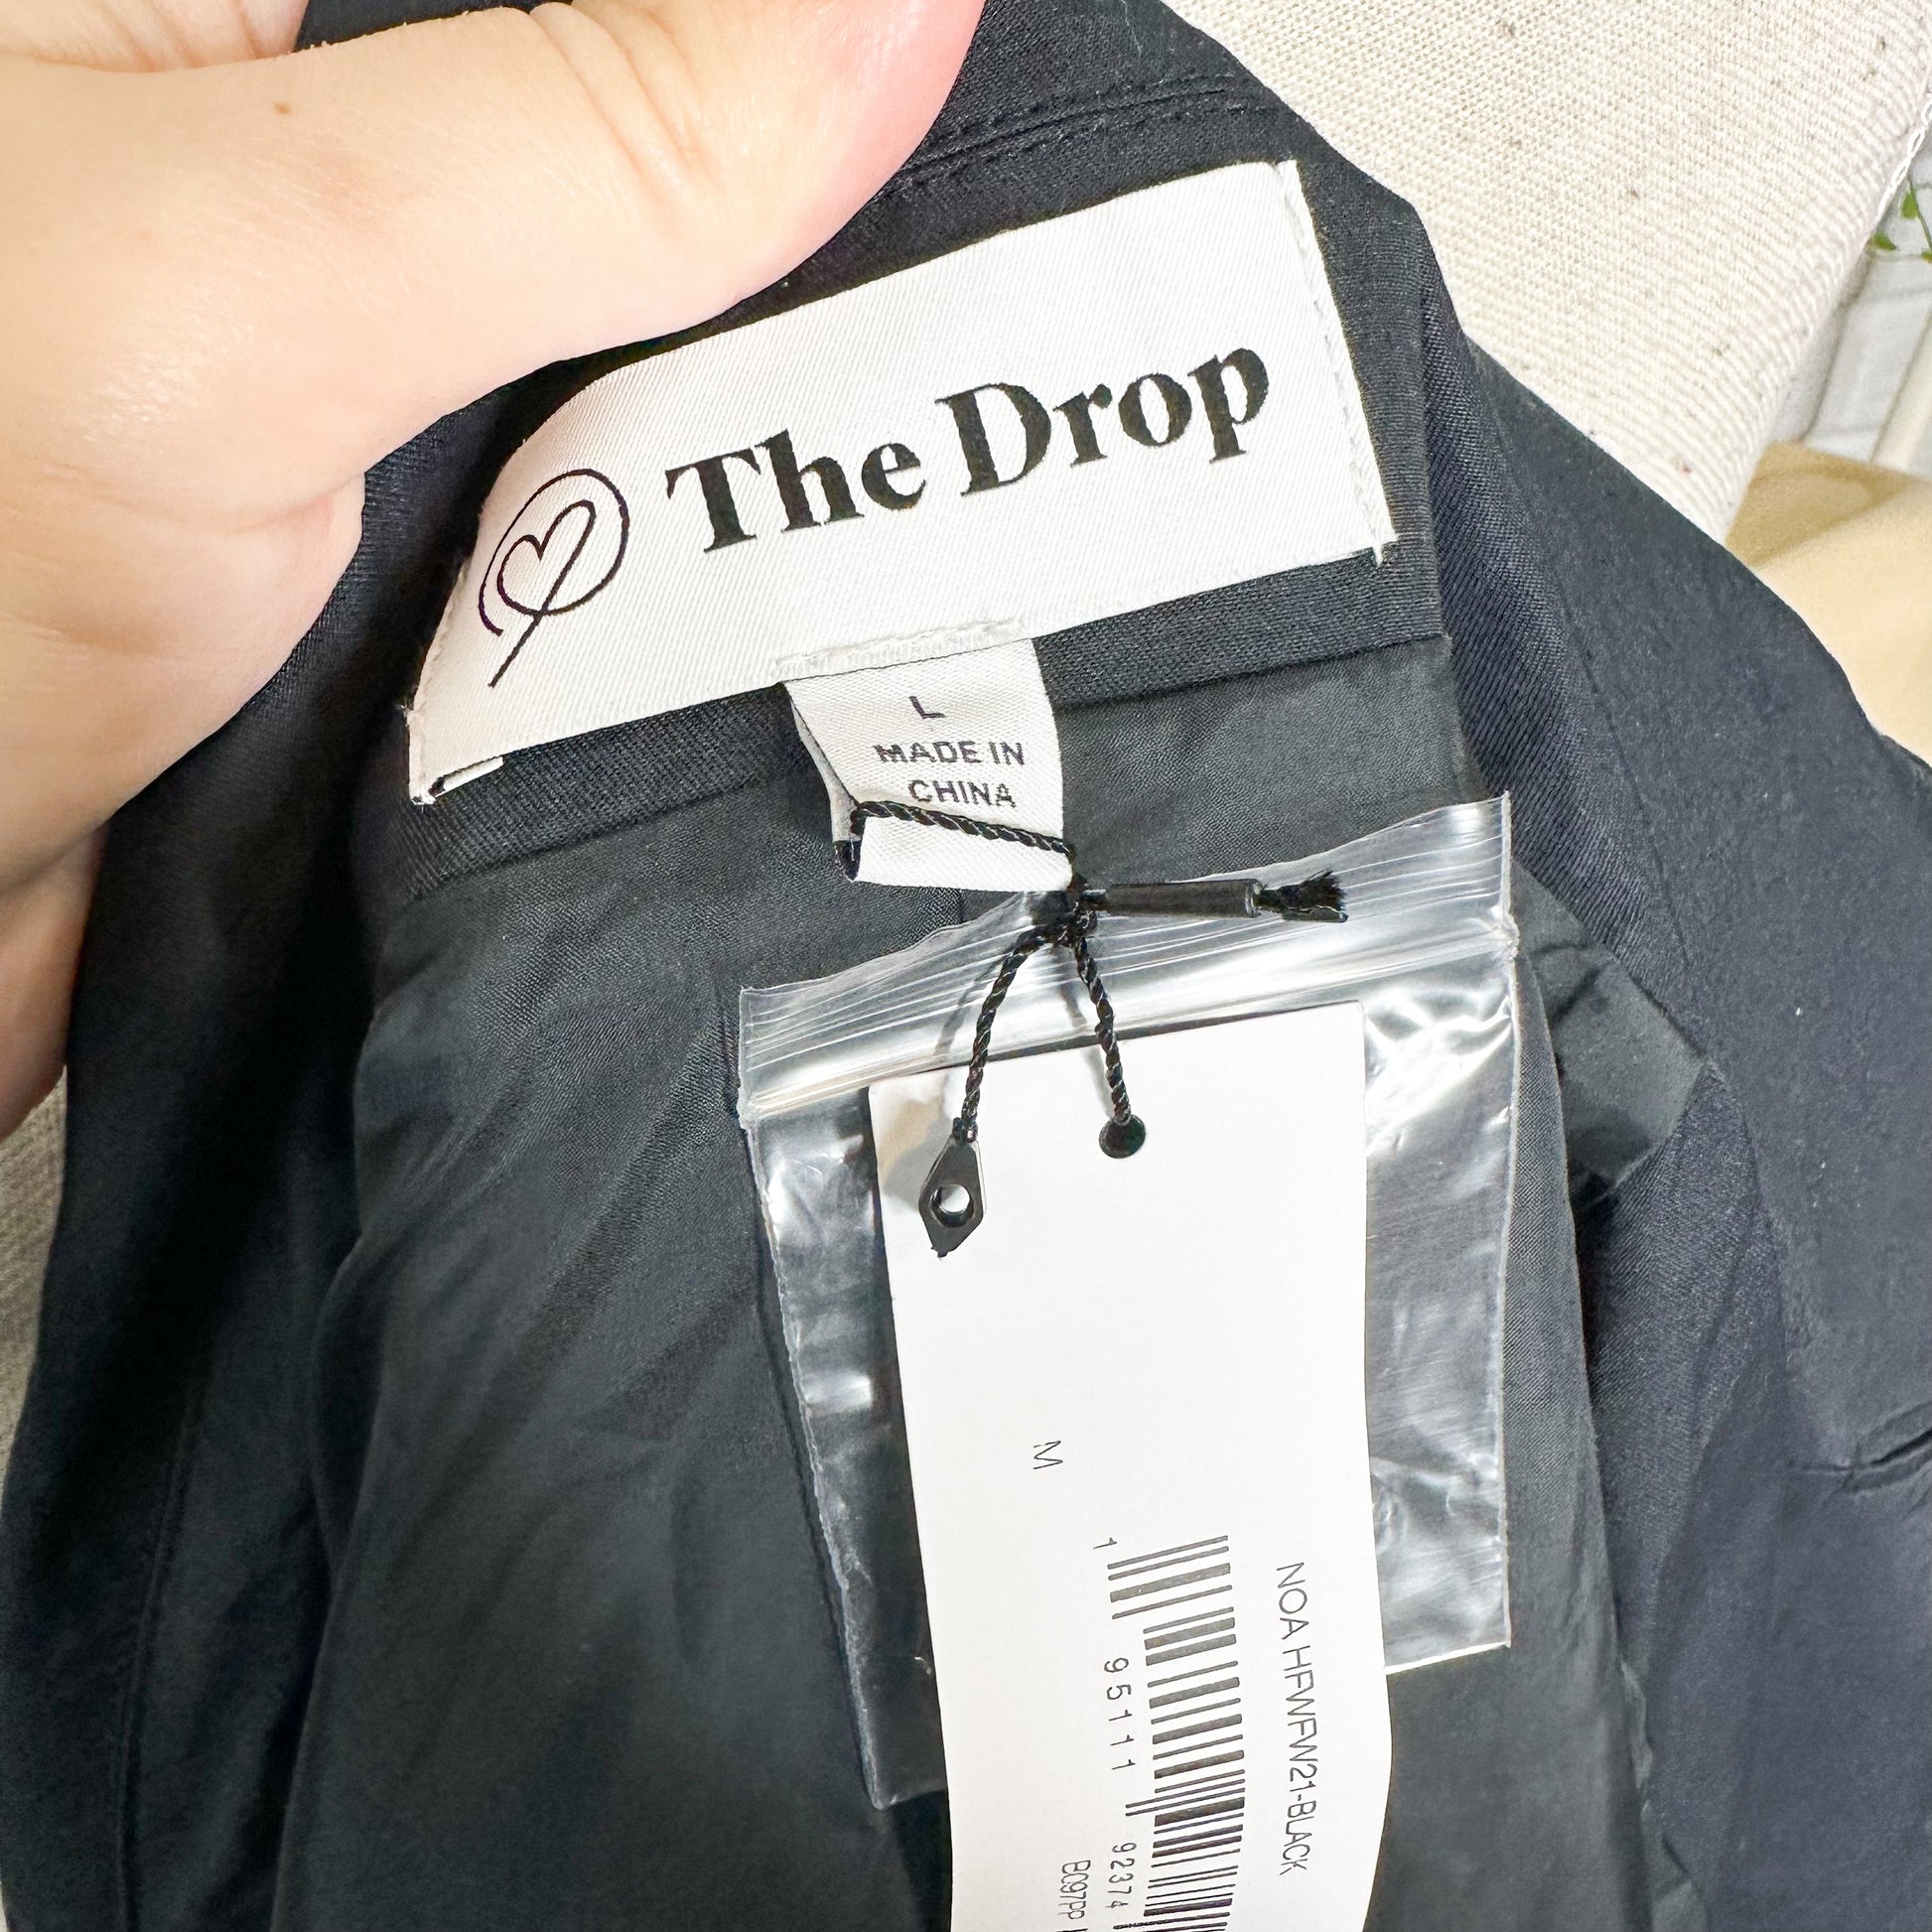 The Drop
L
MADE IN
CHINA
M
1 95111 92374
NOA HFWFW21-BLACK